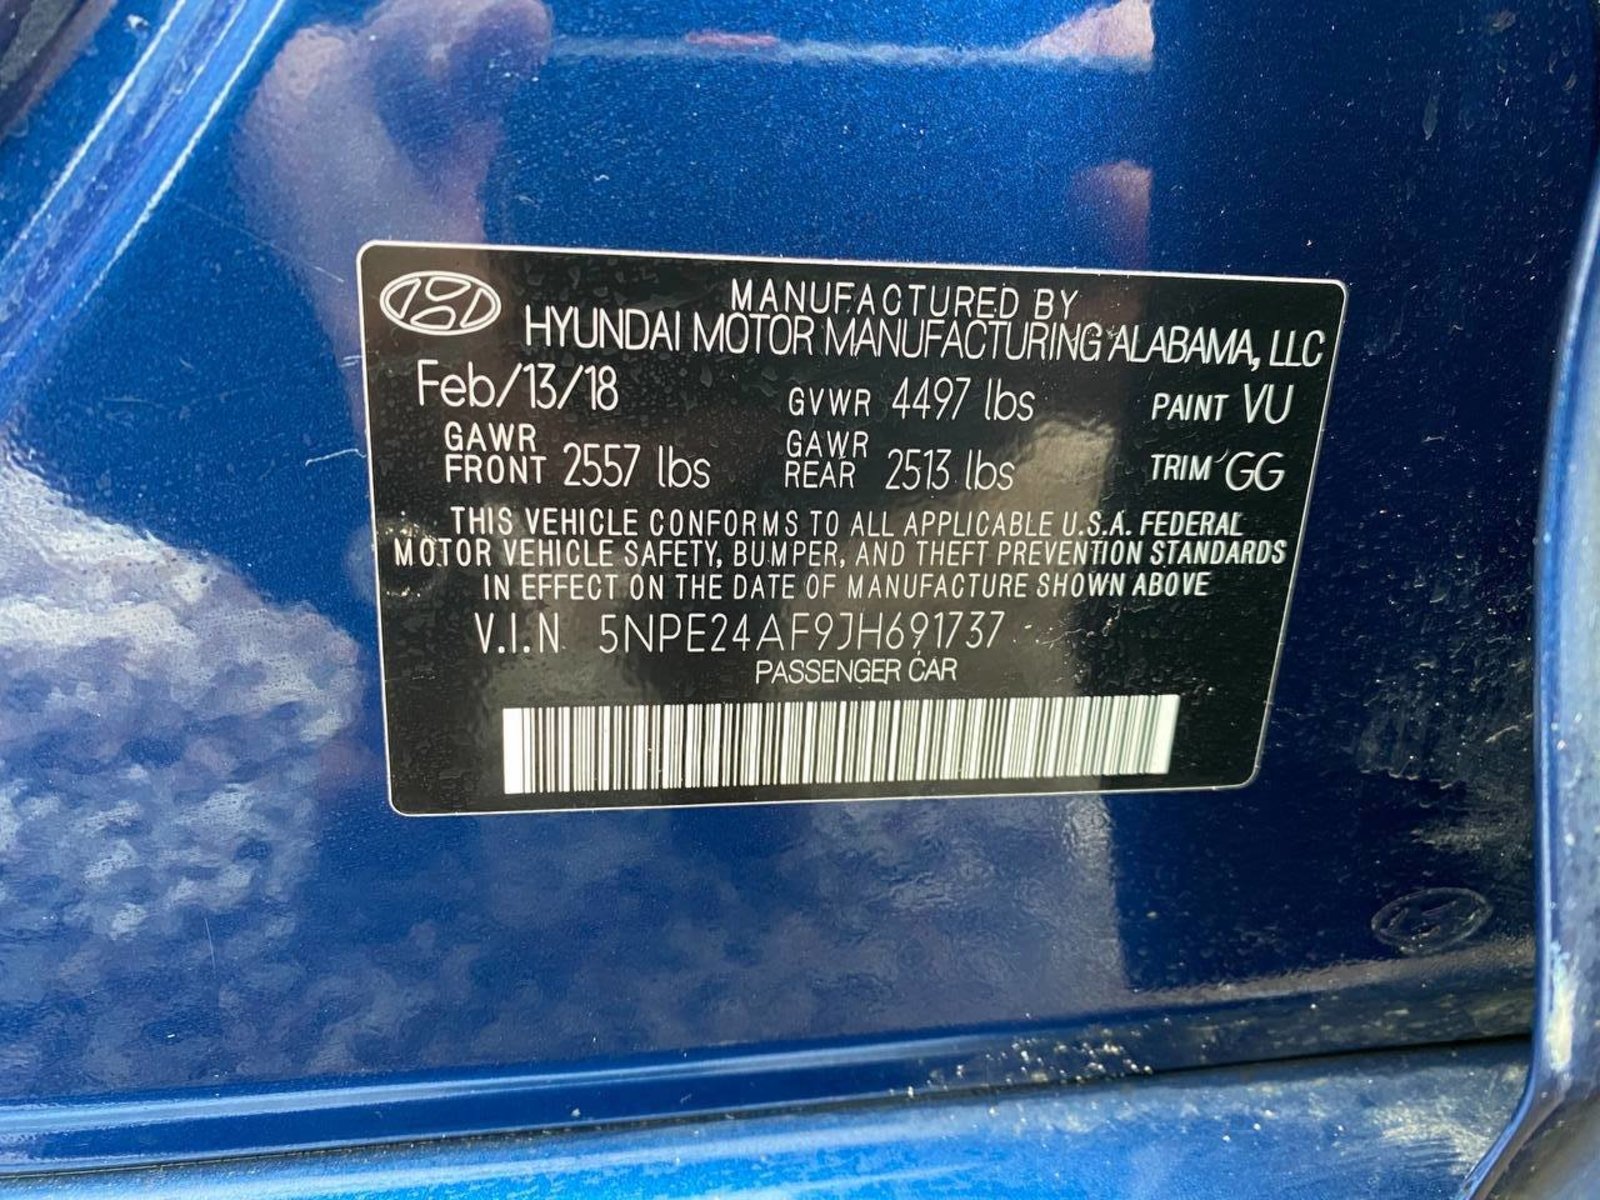 MANUFACTURED BY
HYUNDAI MOTOR MANUFACTURING ALABAMA, LLC
Feb/13/18 GVWR 4497 lbs PAINT VU
GAWR FRONT 2557 lbs GAWR REAR 2513 lbs TRIM GG
THIS VEHICLE CONFORMS TO ALL APPLICABLE U.S.A. FEDERAL
MOTOR VEHICLE SAFETY, BUMPER, AND THEFT PREVENTION STANDARDS
IN EFFECT ON THE DATE OF MANUFACTURE SHOWN ABOVE
V.I.N 5NPE24AF9JH691737
PASSENGER CAR